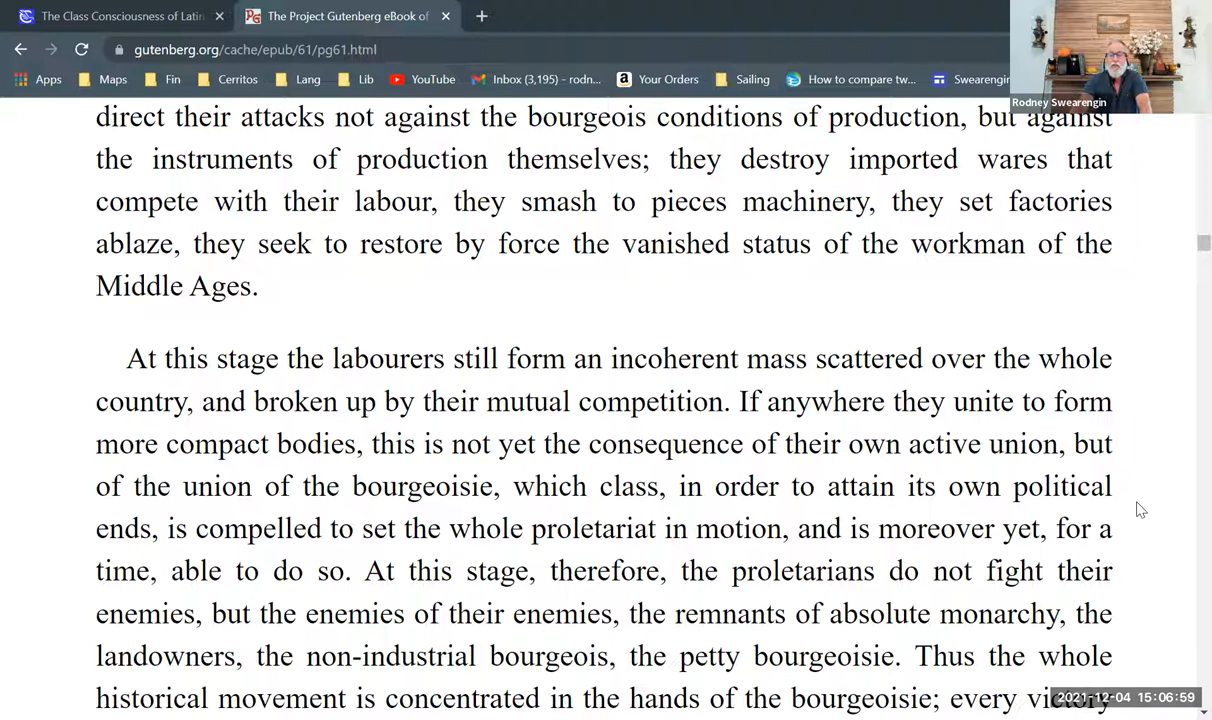 The Class Consciousness of Latin
The Project Gutenberg eBook of
gutenberg.org/cache/epub/61/pg61.html
Apps Maps Fin Cerritos Lang Lib YouTube Inbox (3,195) - rodn... Your Orders Sailing How to compare tw... Swearengin
Rodney Swearengin
direct their attacks not against the bourgeois conditions of production, but against
the instruments of production themselves; they destroy imported wares that
compete with their labour, they smash to pieces machinery, they set factories
ablaze, they seek to restore by force the vanished status of the workman of the
Middle Ages.
At this stage the labourers still form an incoherent mass scattered over the whole
country, and broken up by their mutual competition. If anywhere they unite to form
more compact bodies, this is not yet the consequence of their own active union, but
of the union of the bourgeoisie, which class, in order to attain its own political
ends, is compelled to set the whole proletariat in motion, and is moreover yet, for a
time, able to do so. At this stage, therefore, the proletarians do not fight their
enemies, but the enemies of their enemies, the remnants of absolute monarchy, the
landowners, the non-industrial bourgeois, the petty bourgeoisie. Thus the whole
historical movement is concentrated in the hands of the bourgeoisie; every victory
2021-12-04 15:06:59